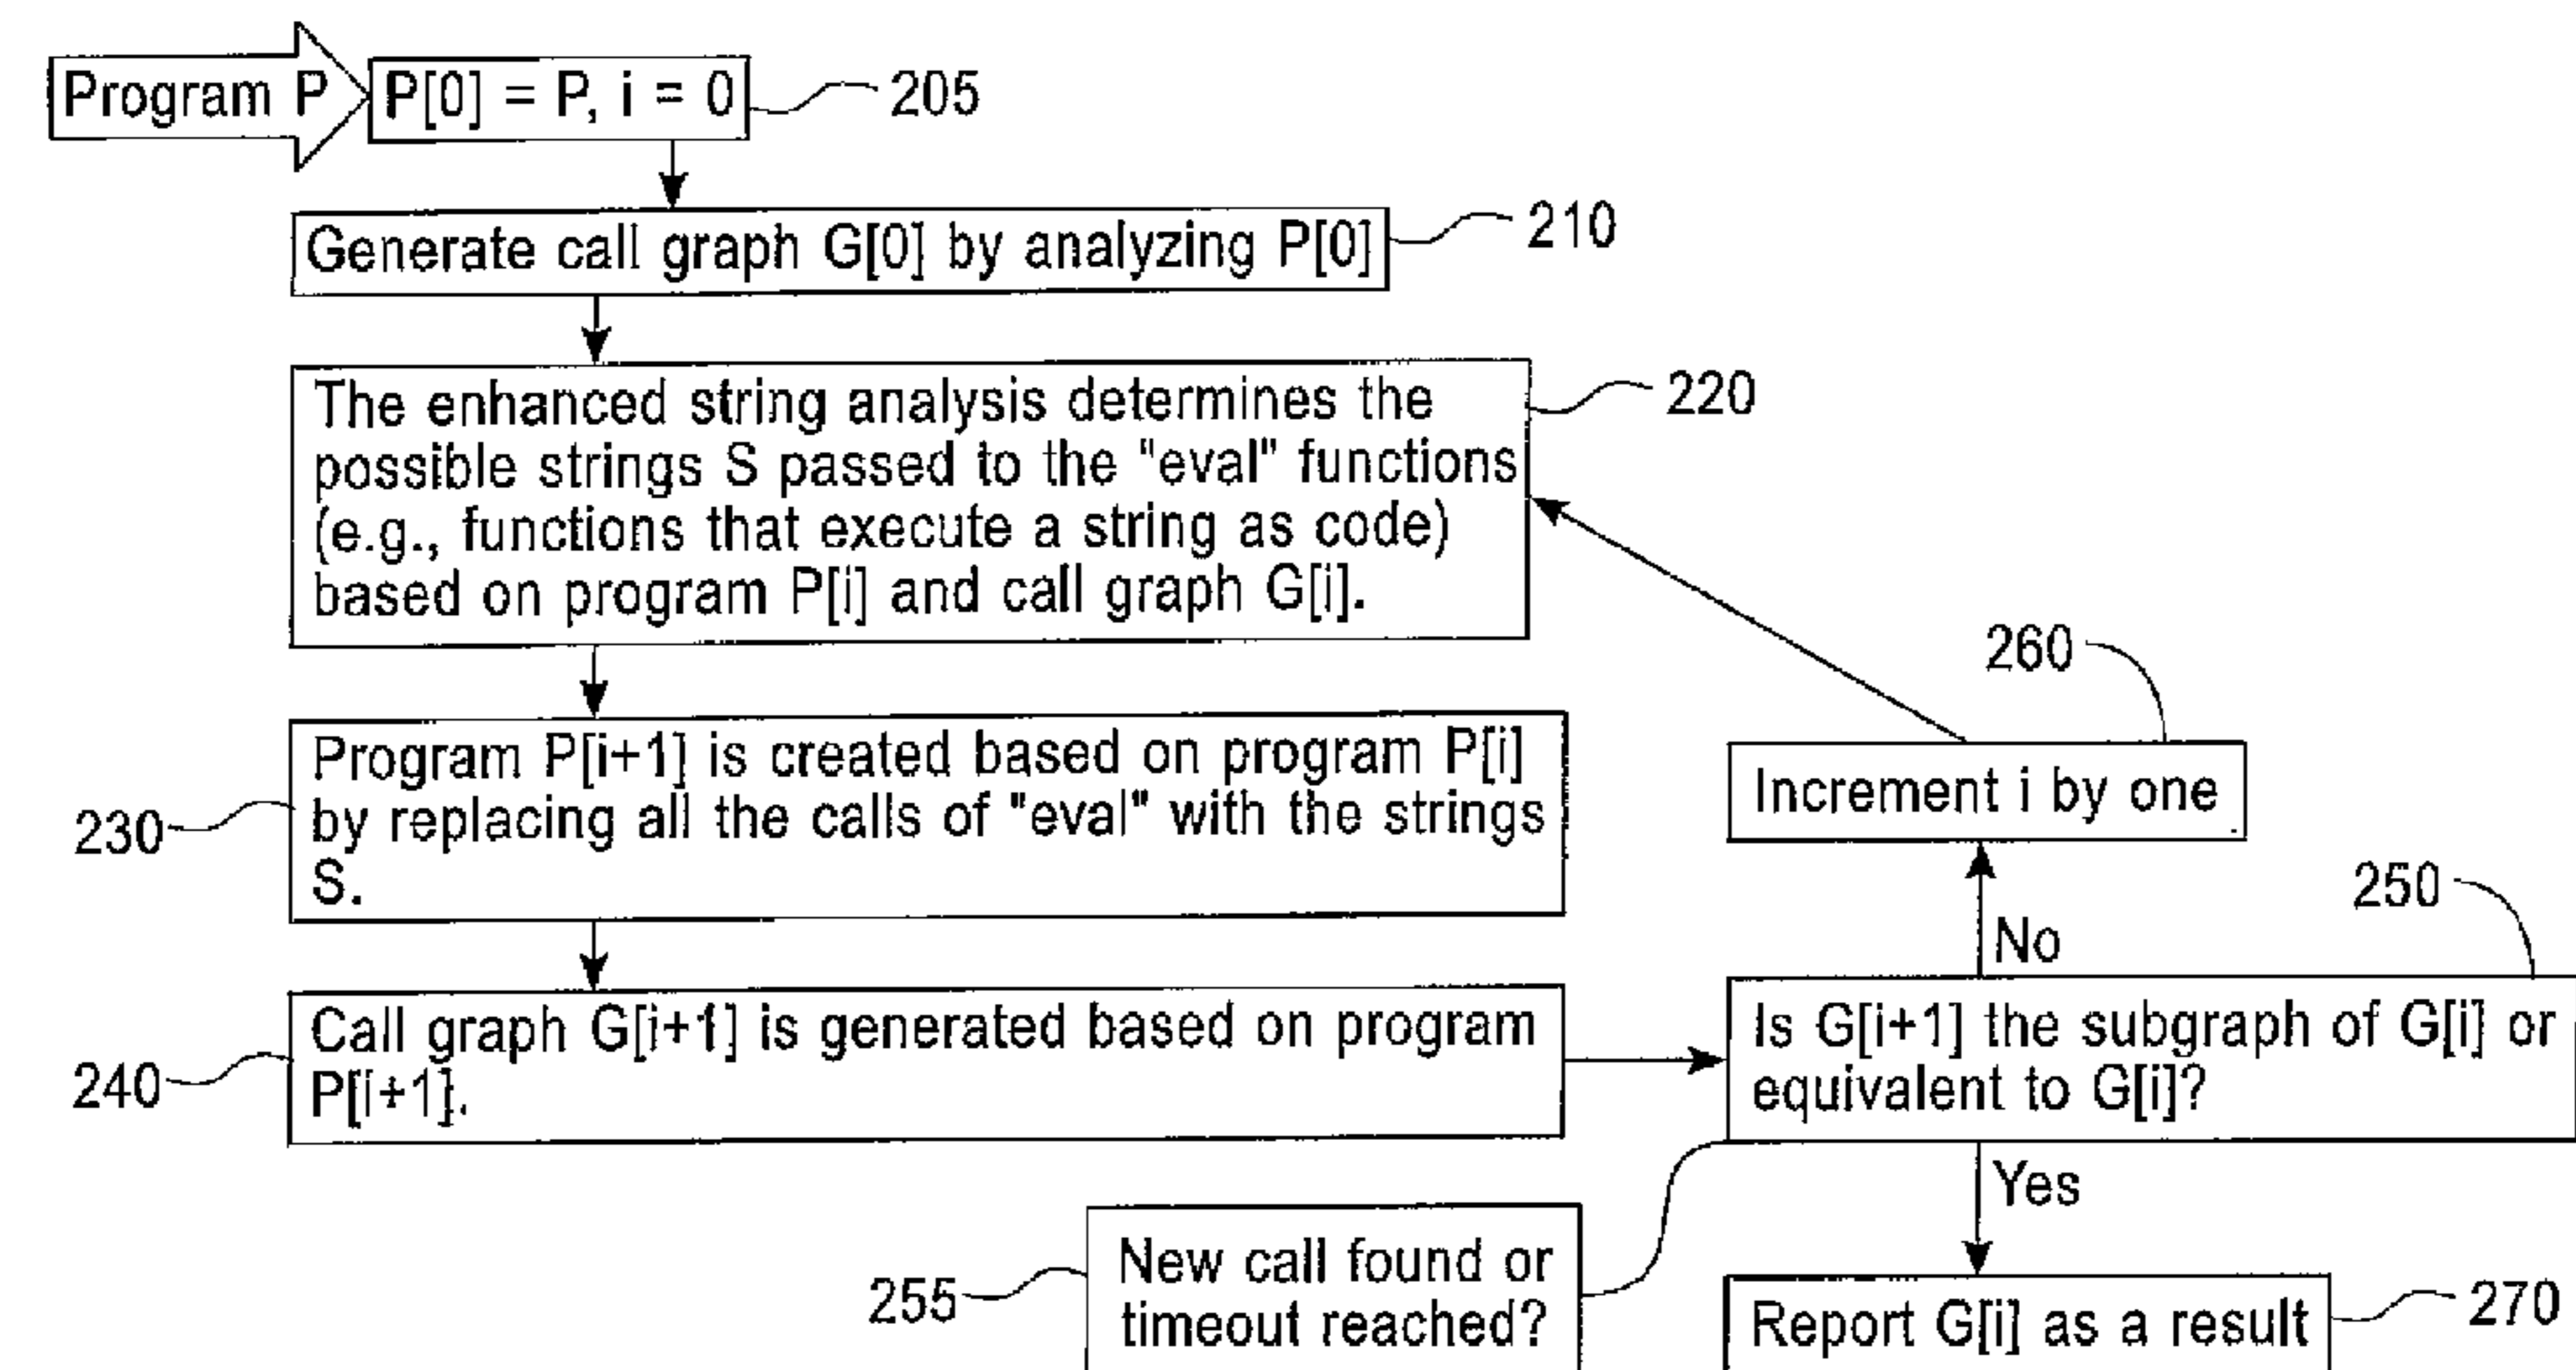 Program P
P[0] = P, i = 0
205
Generate call graph G[0] by analyzing P[0]
210
The enhanced string analysis determines the
possible strings S passed to the "eval" functions
(e.g., functions that execute a string as code)
based on program P[i] and call graph G[i].
220
Program P[i+1] is created based on program P[i]
by replacing all the calls of "eval" with the strings
S.
230
Call graph G[i+1] is generated based on program
P[i+1].
240
Is G[i+1] the subgraph of G[i] or
equivalent to G[i]?
250
No
Increment i by one
260
Yes
New call found or
timeout reached?
255
Report G[i] as a result
270